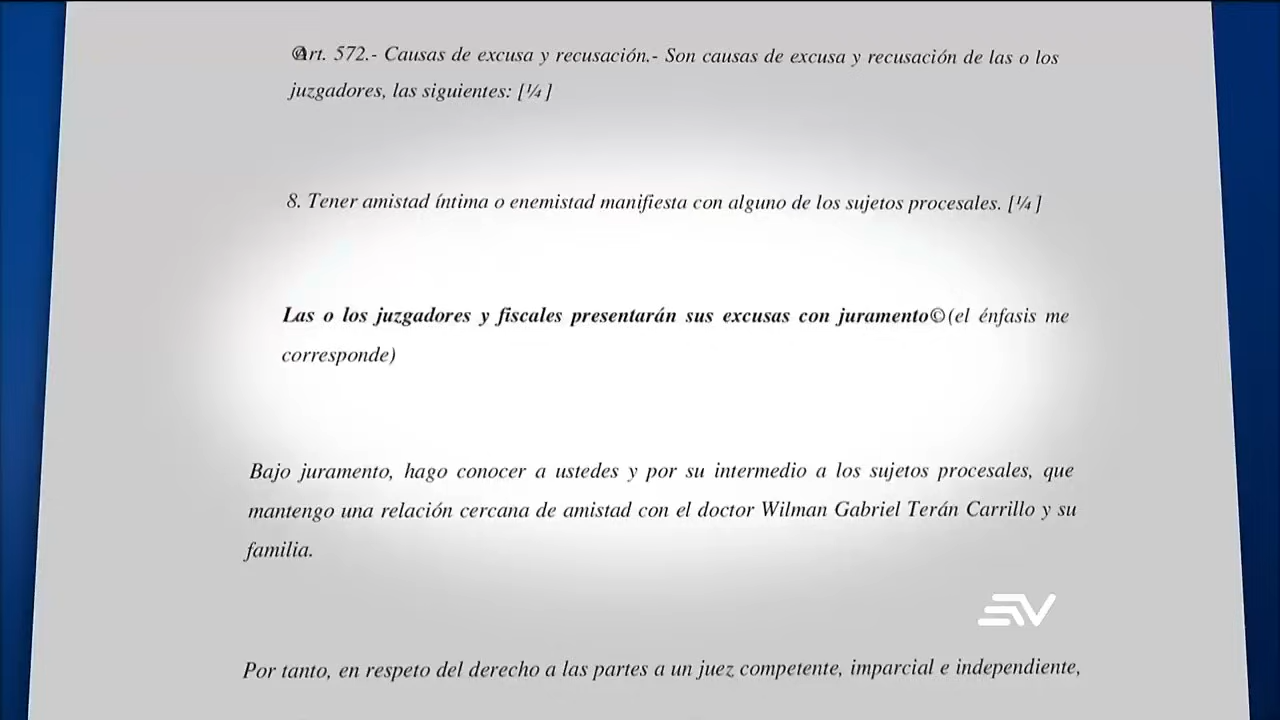 ©Art. 572.- Causas de excusa y recusación.- Son causas de excusa y recusación de las o los
juzgadores, las siguientes: [¼]
8. Tener amistad íntima o enemistad manifiesta con alguno de los sujetos procesales. [¼]
Las o los juzgadores y fiscales presentarán sus excusas con juramento©(el énfasis me
corresponde)
Bajo juramento, hago conocer a ustedes y por su intermedio a los sujetos procesales, que
mantengo una relación cercana de amistad con el doctor Wilman Gabriel Terán Carrillo y su
familia.
Por tanto, en respeto del derecho a las partes a un juez competente, imparcial e independiente,